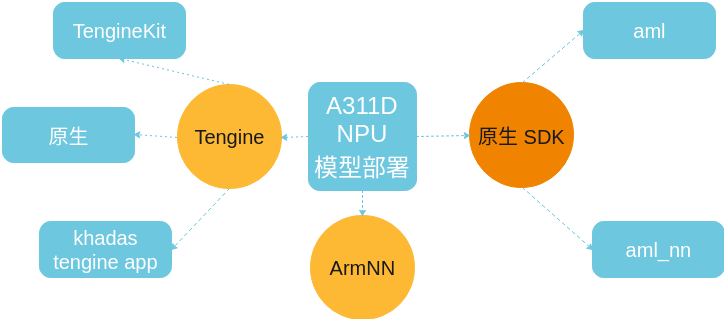 TengineKit
aml
A311D
NPU
模型部署
原生
Tengine
原生 SDK
khadas
tengine app
ArmNN
aml_nn